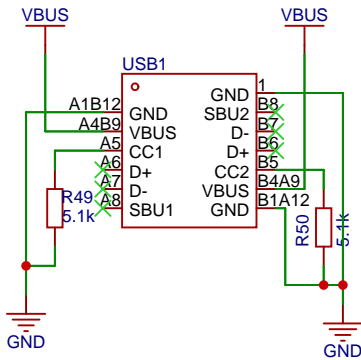 VBUS
VBUS
USB1
A1B12
GND
A4B9
VBUS
A5
CC1
A6
D+
A7
D-
A8
SBU1
1
GND
B8
SBU2
B7
D-
B6
D+
B5
CC2
B4A9
VBUS
B1A12
GND
R49
5.1k
R50
5.1k
GND
GND